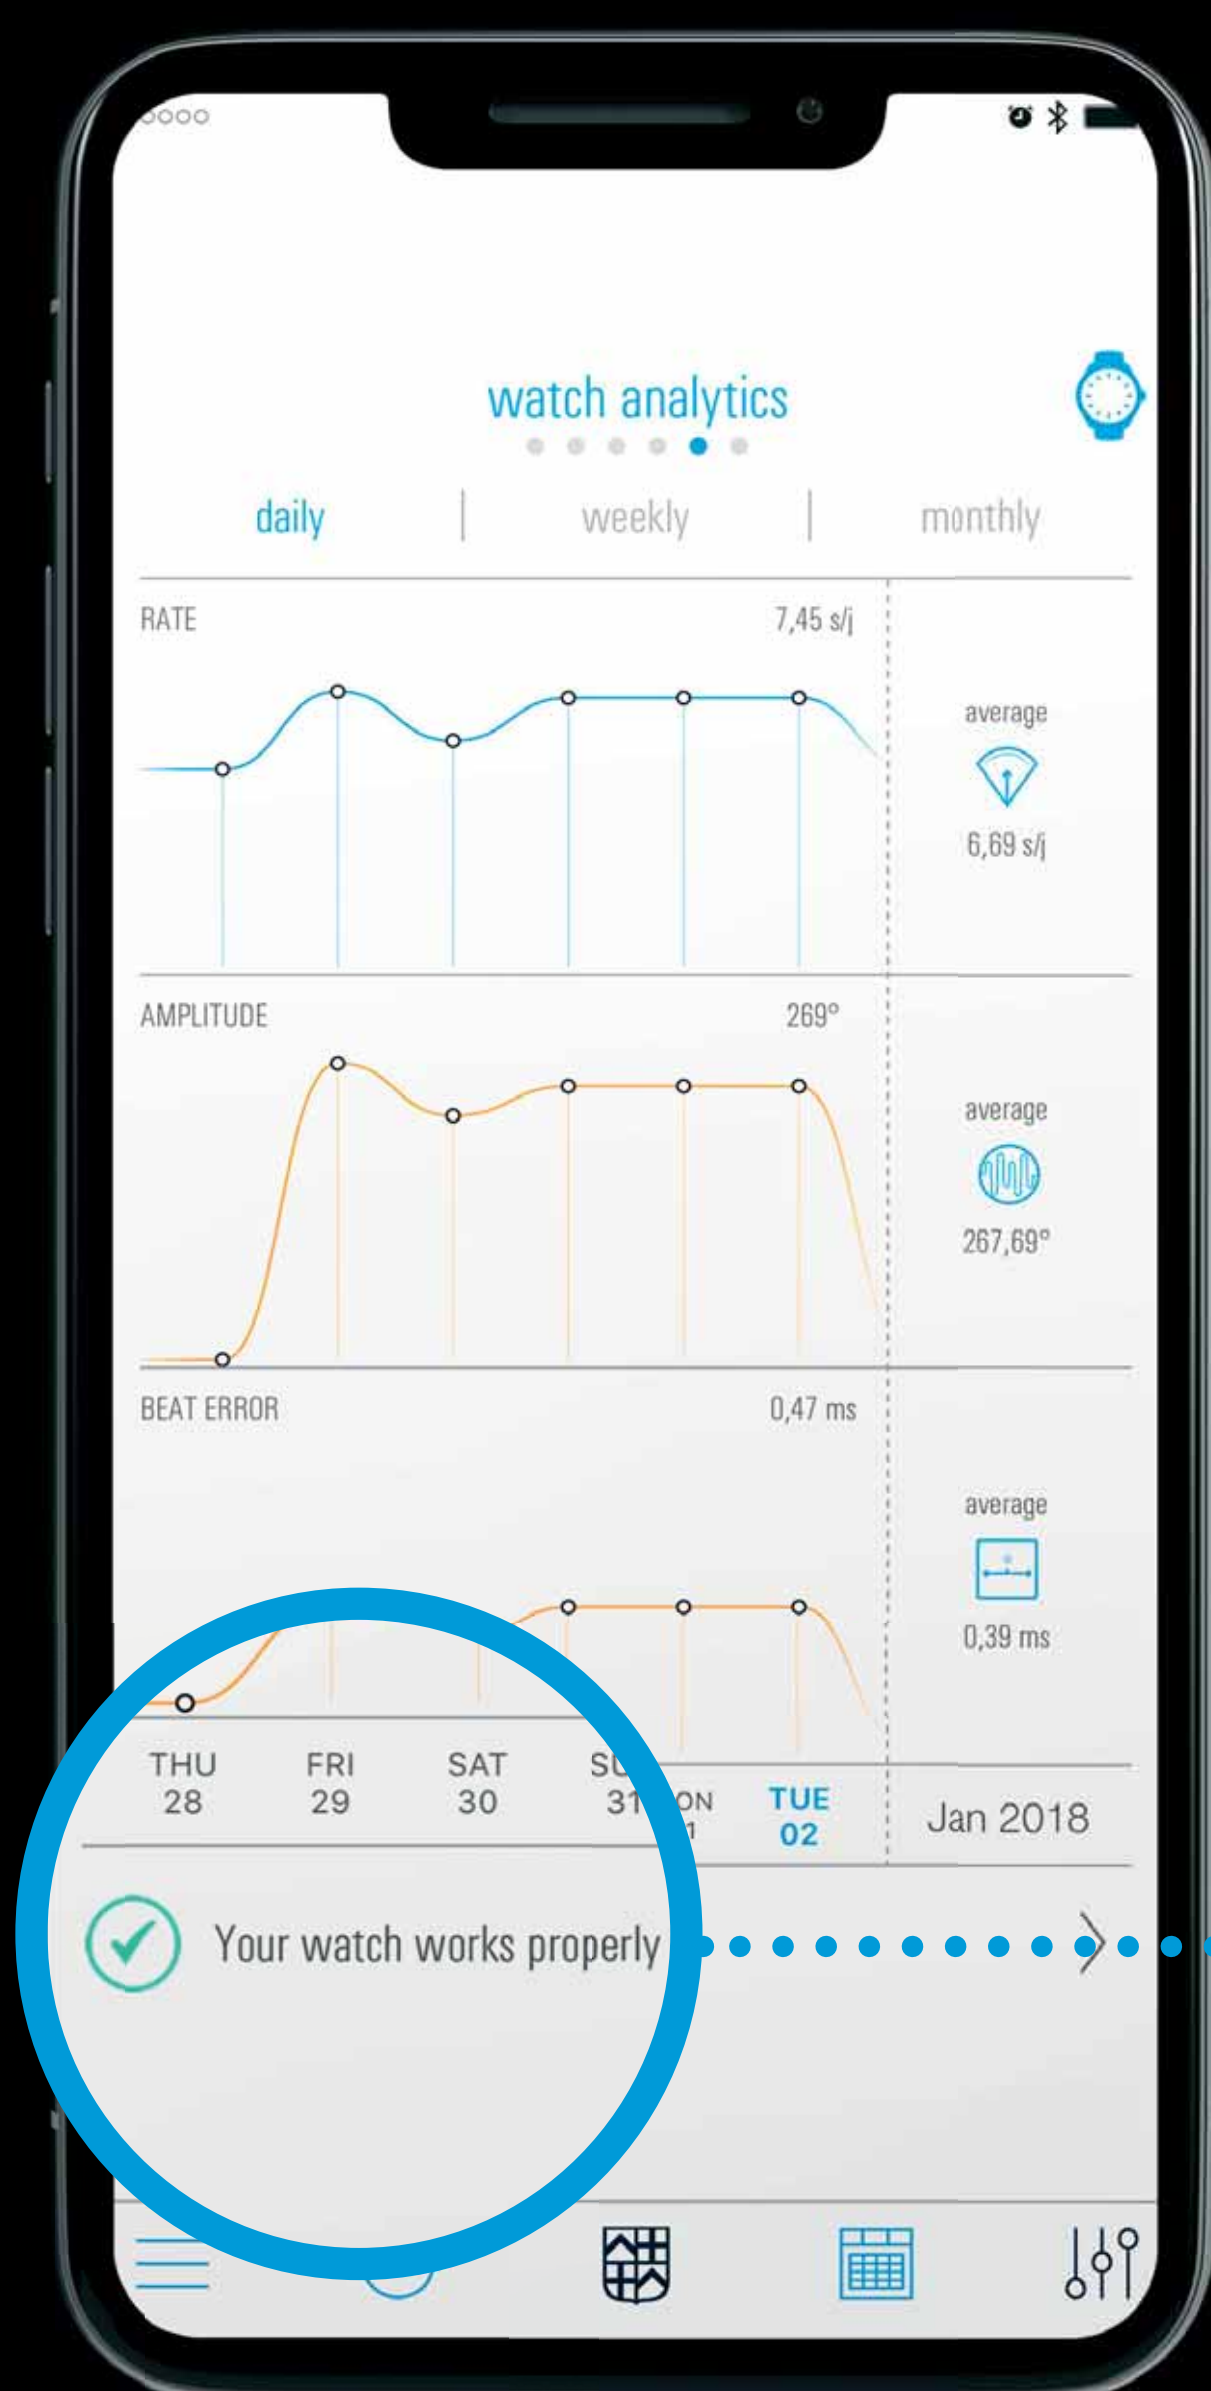 watch analytics
daily | weekly | monthly
RATE 7,45 s/j
average
6,69 s/j
AMPLITUDE 269°
average
267,69°
BEAT ERROR 0,47 ms
average
0,39 ms
THU FRI SAT TUE
28 29 30 31 02 Jan 2018
Your watch works properly